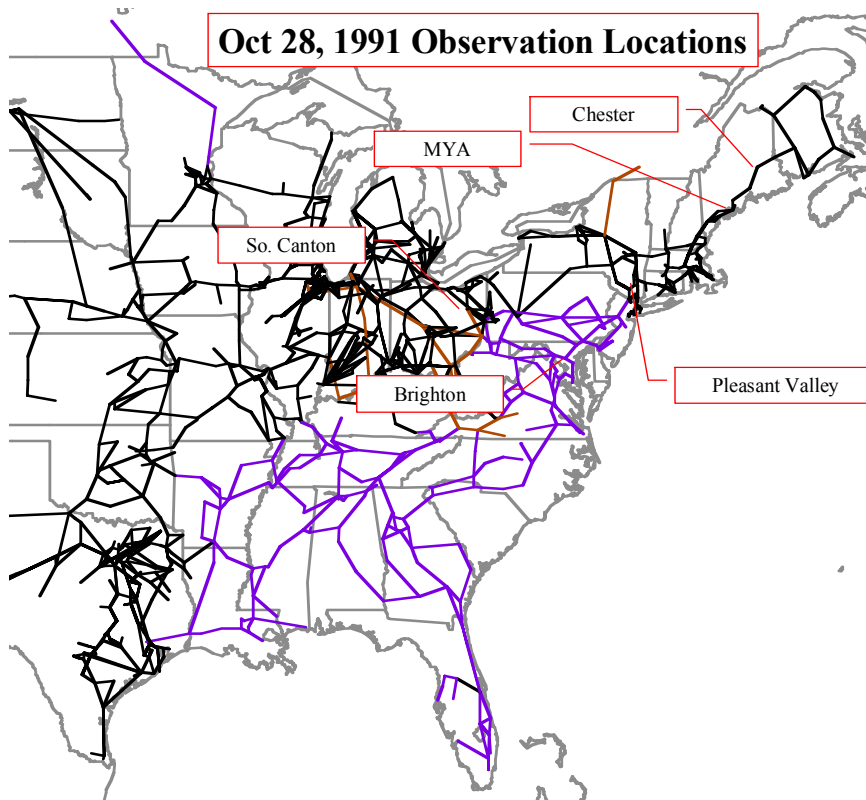 Oct 28, 1991 Observation Locations
Chester
MYA
So. Canton
Brighton
Pleasant Valley